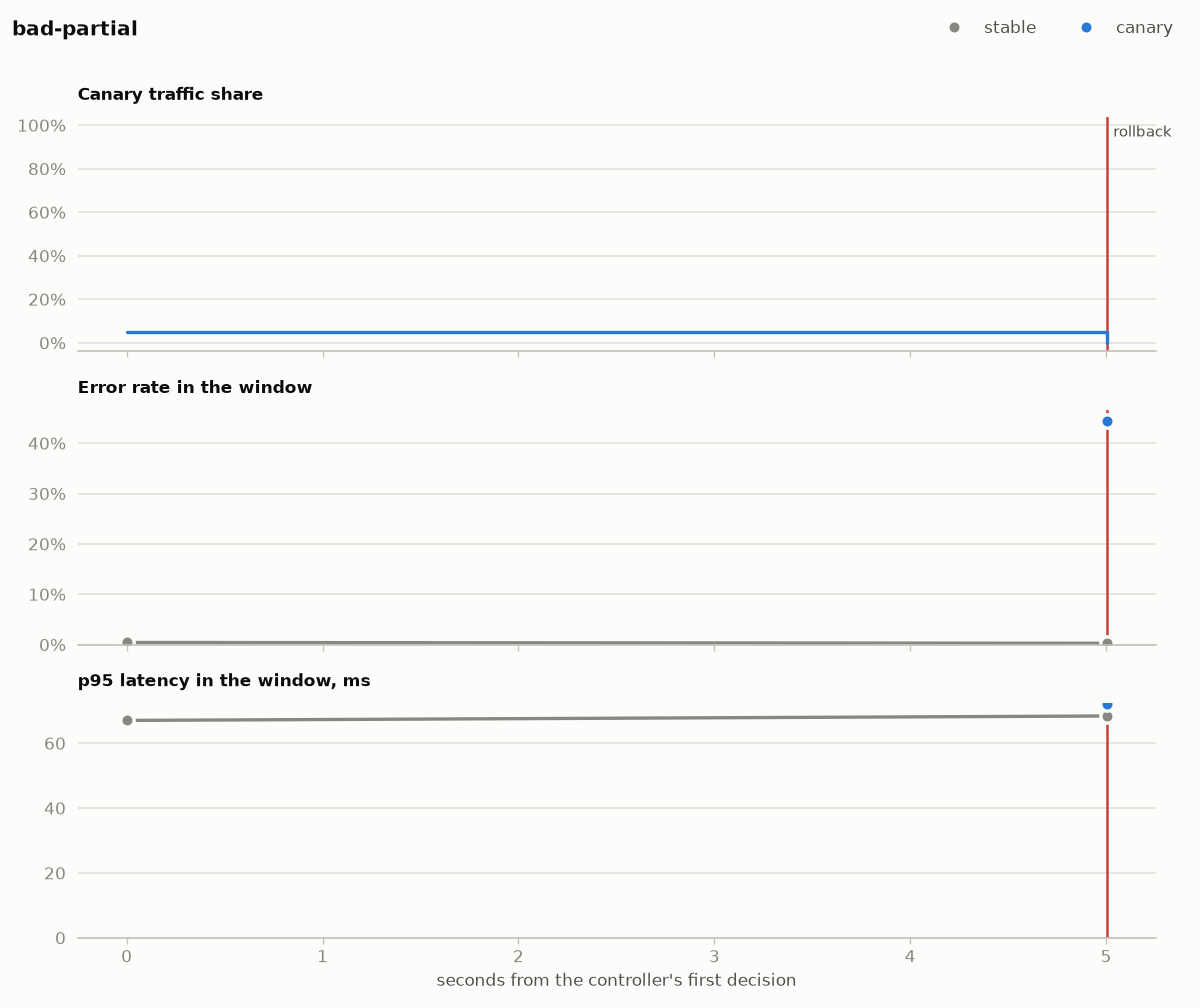 bad-partial
stable
canary
Canary traffic share
100%
rollback
80%
60%
40%
20%
0%
Error rate in the window
40%
30%
20%
10%
0%
p95 latency in the window, ms
60
40
20
0
0 1 2 3 4 5
seconds from the controller's first decision